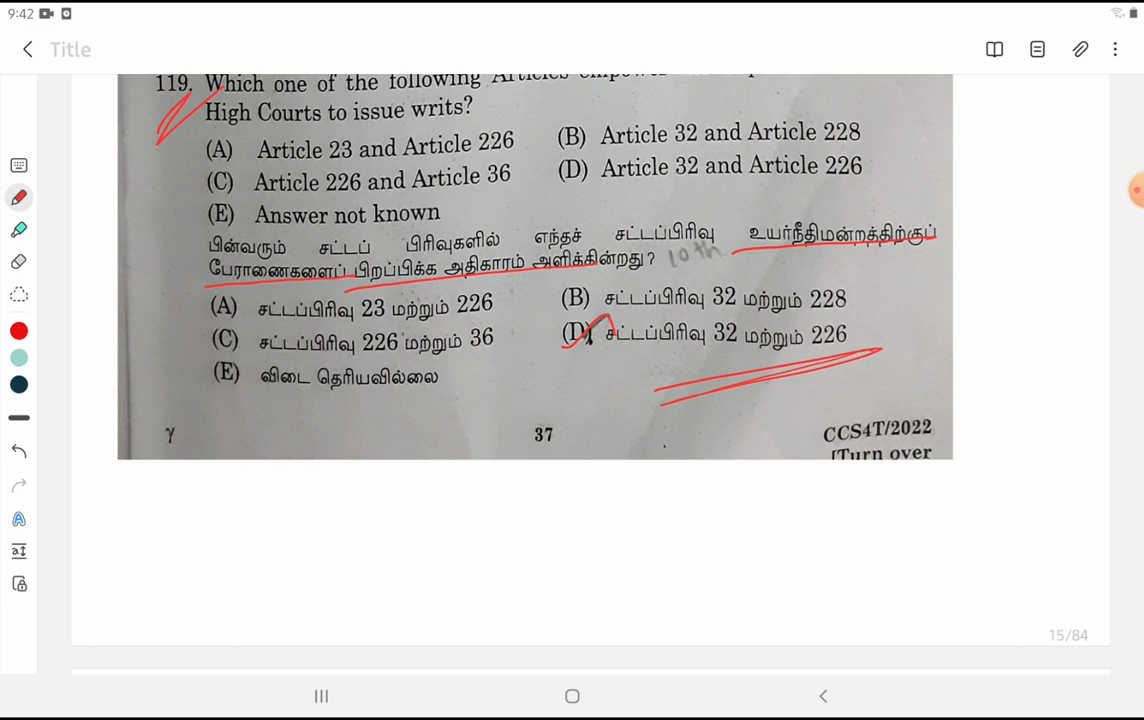 9:42
Title
119. Which one of the following Articles
High Courts to issue writs?
(A) Article 23 and Article 226 (B) Article 32 and Article 228
(C) Article 226 and Article 36 (D) Article 32 and Article 226
(E) Answer not known
பின்வரும் சட்டப் பிரிவுகளில் எந்தச் சட்டப்பிரிவு உயர்நீதிமன்றத்திற்குப்
பேராணைகளைப் பிறப்பிக்க அதிகாரம் அளிக்கின்றது? 10th
(A) சட்டப்பிரிவு 23 மற்றும் 226 (B) சட்டப்பிரிவு 32 மற்றும் 228
(C) சட்டப்பிரிவு 226 மற்றும் 36 (D) சட்டப்பிரிவு 32 மற்றும் 226
(E) விடை தெரியவில்லை
γ 37 CCS4T/2022
[Turn over
15/84